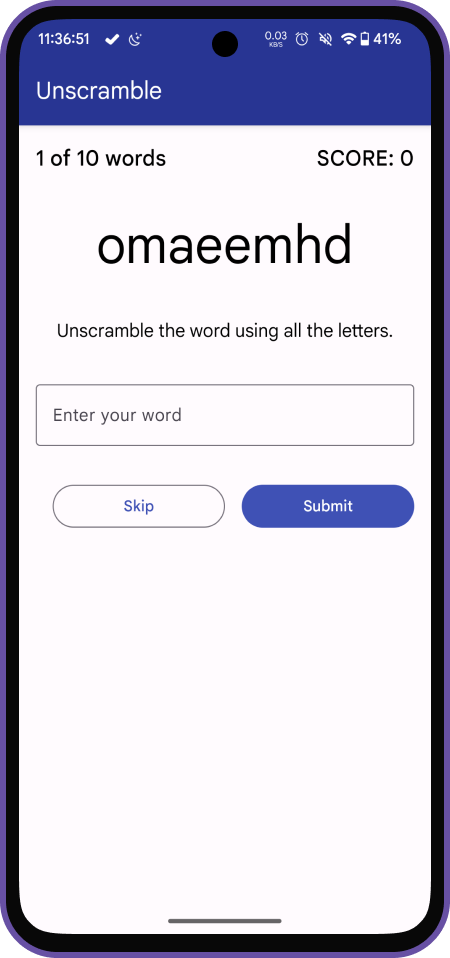 11:36:51 0.03 KB/S 41%
Unscramble
1 of 10 words SCORE: 0
omaeemhd
Unscramble the word using all the letters.
Enter your word
Skip Submit